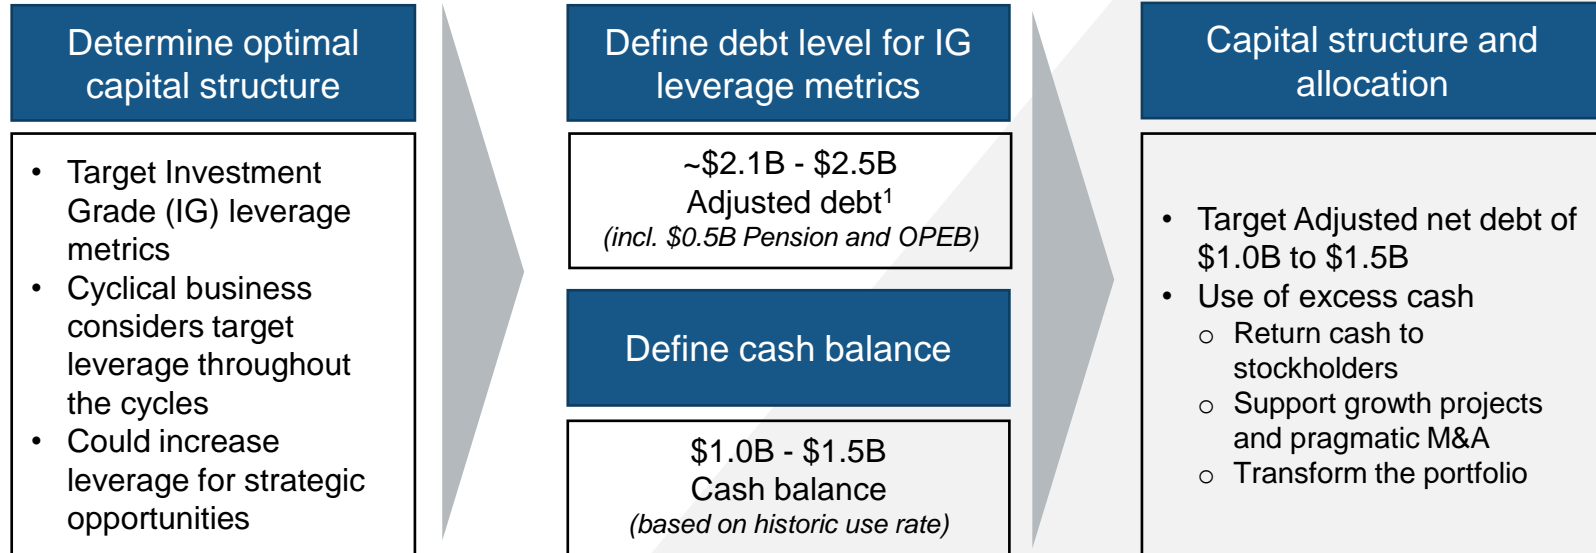 Determine optimal
capital structure
• Target Investment
Grade (IG) leverage
metrics
• Cyclical business
considers target
leverage throughout
the cycles
• Could increase
leverage for strategic
opportunities
Define debt level for IG
leverage metrics
~$2.1B - $2.5B
Adjusted debt¹
(incl. $0.5B Pension and OPEB)
Define cash balance
$1.0B - $1.5B
Cash balance
(based on historic use rate)
Capital structure and
allocation
• Target Adjusted net debt of
$1.0B to $1.5B
• Use of excess cash
o Return cash to
stockholders
o Support growth projects
and pragmatic M&A
o Transform the portfolio